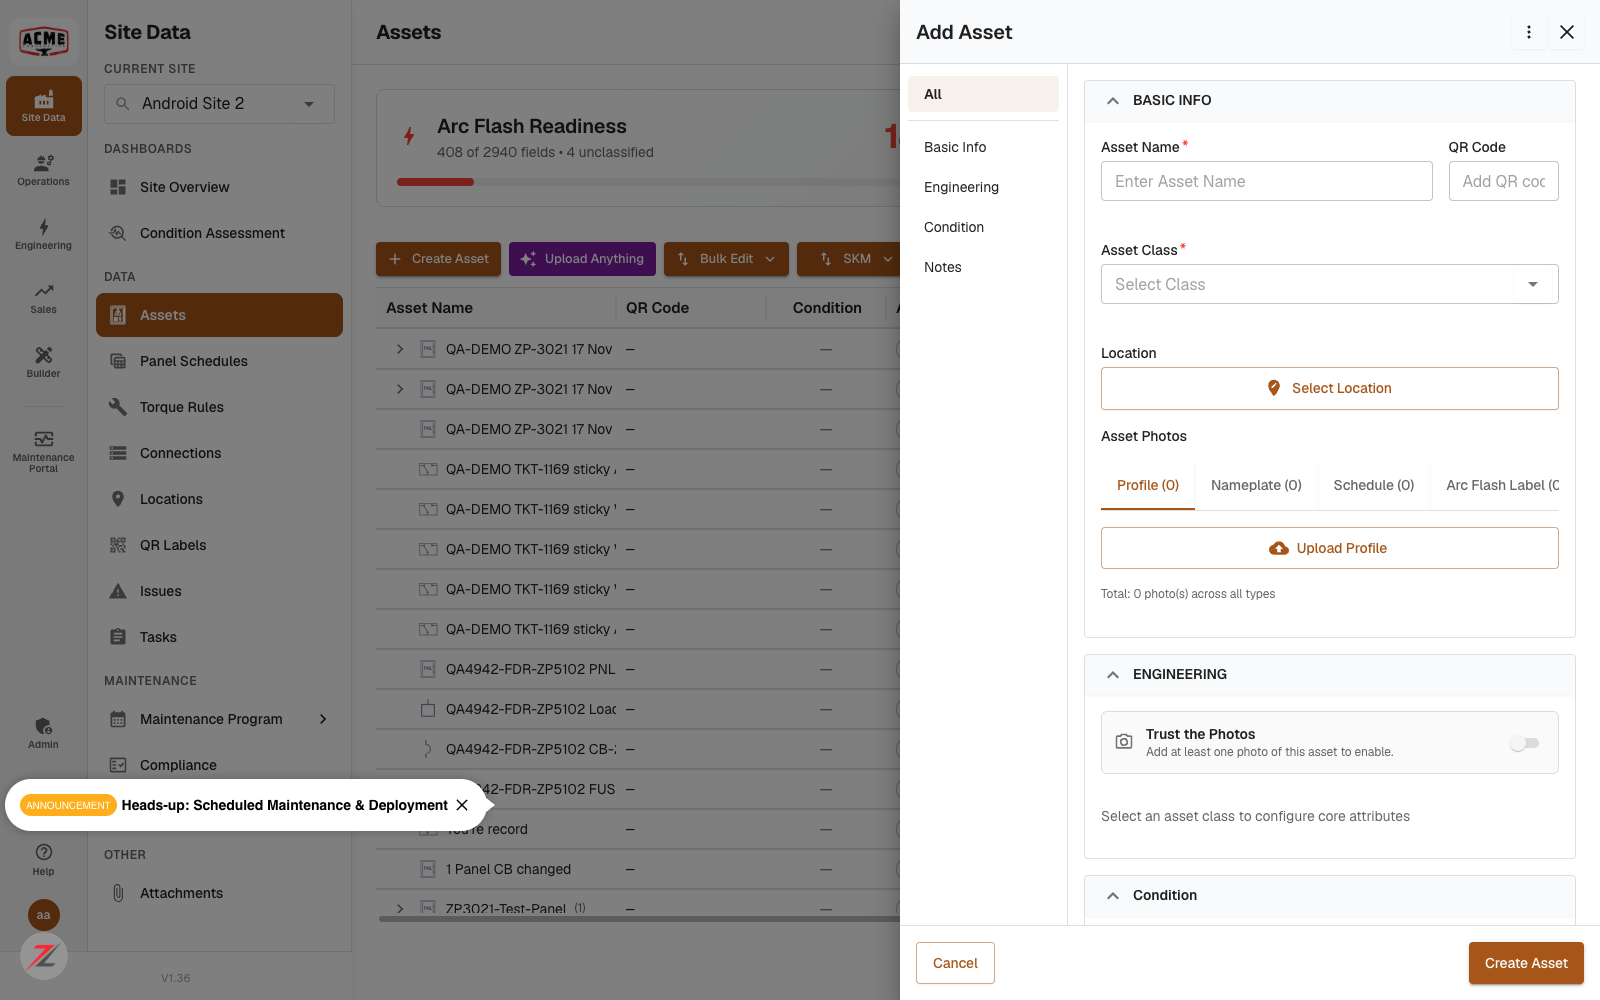 ACME
Site Data
Operations
Engineering
Sales
Builder
Maintenance
Portal
Admin
Help
aa
Site Data
CURRENT SITE
Android Site 2
DASHBOARDS
Site Overview
Condition Assessment
DATA
Assets
Panel Schedules
Torque Rules
Connections
Locations
QR Labels
Issues
Tasks
MAINTENANCE
Maintenance Program
Compliance
ANNOUNCEMENT Heads-up: Scheduled Maintenance & Deployment
OTHER
Attachments
V1.36
Assets
Arc Flash Readiness
408 of 2940 fields • 4 unclassified
Create Asset
Upload Anything
Bulk Edit
SKM
Asset Name QR Code Condition
QA-DEMO ZP-3021 17 Nov – —
QA-DEMO ZP-3021 17 Nov – —
QA-DEMO ZP-3021 17 Nov – —
QA-DEMO TKT-1169 sticky – —
QA-DEMO TKT-1169 sticky – —
QA-DEMO TKT-1169 sticky – —
QA-DEMO TKT-1169 sticky – —
QA-DEMO TKT-1169 sticky – —
QA4942-FDR-ZP5102 PNL – —
QA4942-FDR-ZP5102 Load – —
QA4942-FDR-ZP5102 CB-2 – —
FDR-ZP5102 FUS – —
You're record – —
1 Panel CB changed – —
ZP3021-Test-Panel (1) – —
Add Asset
All
Basic Info
Engineering
Condition
Notes
BASIC INFO
Asset Name * QR Code
Enter Asset Name Add QR coc
Asset Class *
Select Class
Location
Select Location
Asset Photos
Profile (0) Nameplate (0) Schedule (0) Arc Flash Label (0
Upload Profile
Total: 0 photo(s) across all types
ENGINEERING
Trust the Photos
Add at least one photo of this asset to enable.
Select an asset class to configure core attributes
Condition
Cancel
Create Asset